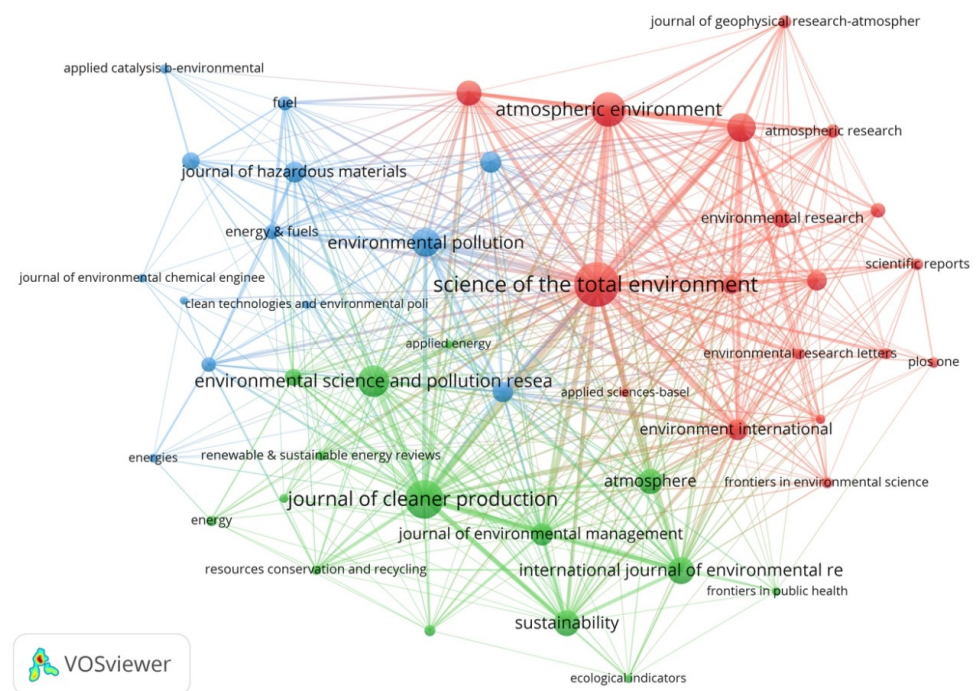 journal of geophysical research-atmospher
applied catalysis b-environmental
fuel
atmospheric environment
atmospheric research
journal of hazardous materials
environmental research
energy & fuels
environmental pollution
scientific reports
journal of environmental chemical enginee
science of the total environment
clean technologies and environmental poli
applied energy
environmental research letters
plos one
environmental science and pollution resea
applied sciences-basel
environment international
renewable & sustainable energy reviews
energies
atmosphere
frontiers in environmental science
journal of cleaner production
energy
journal of environmental management
resources conservation and recycling
international journal of environmental re
frontiers in public health
sustainability
ecological indicators
VOSviewer